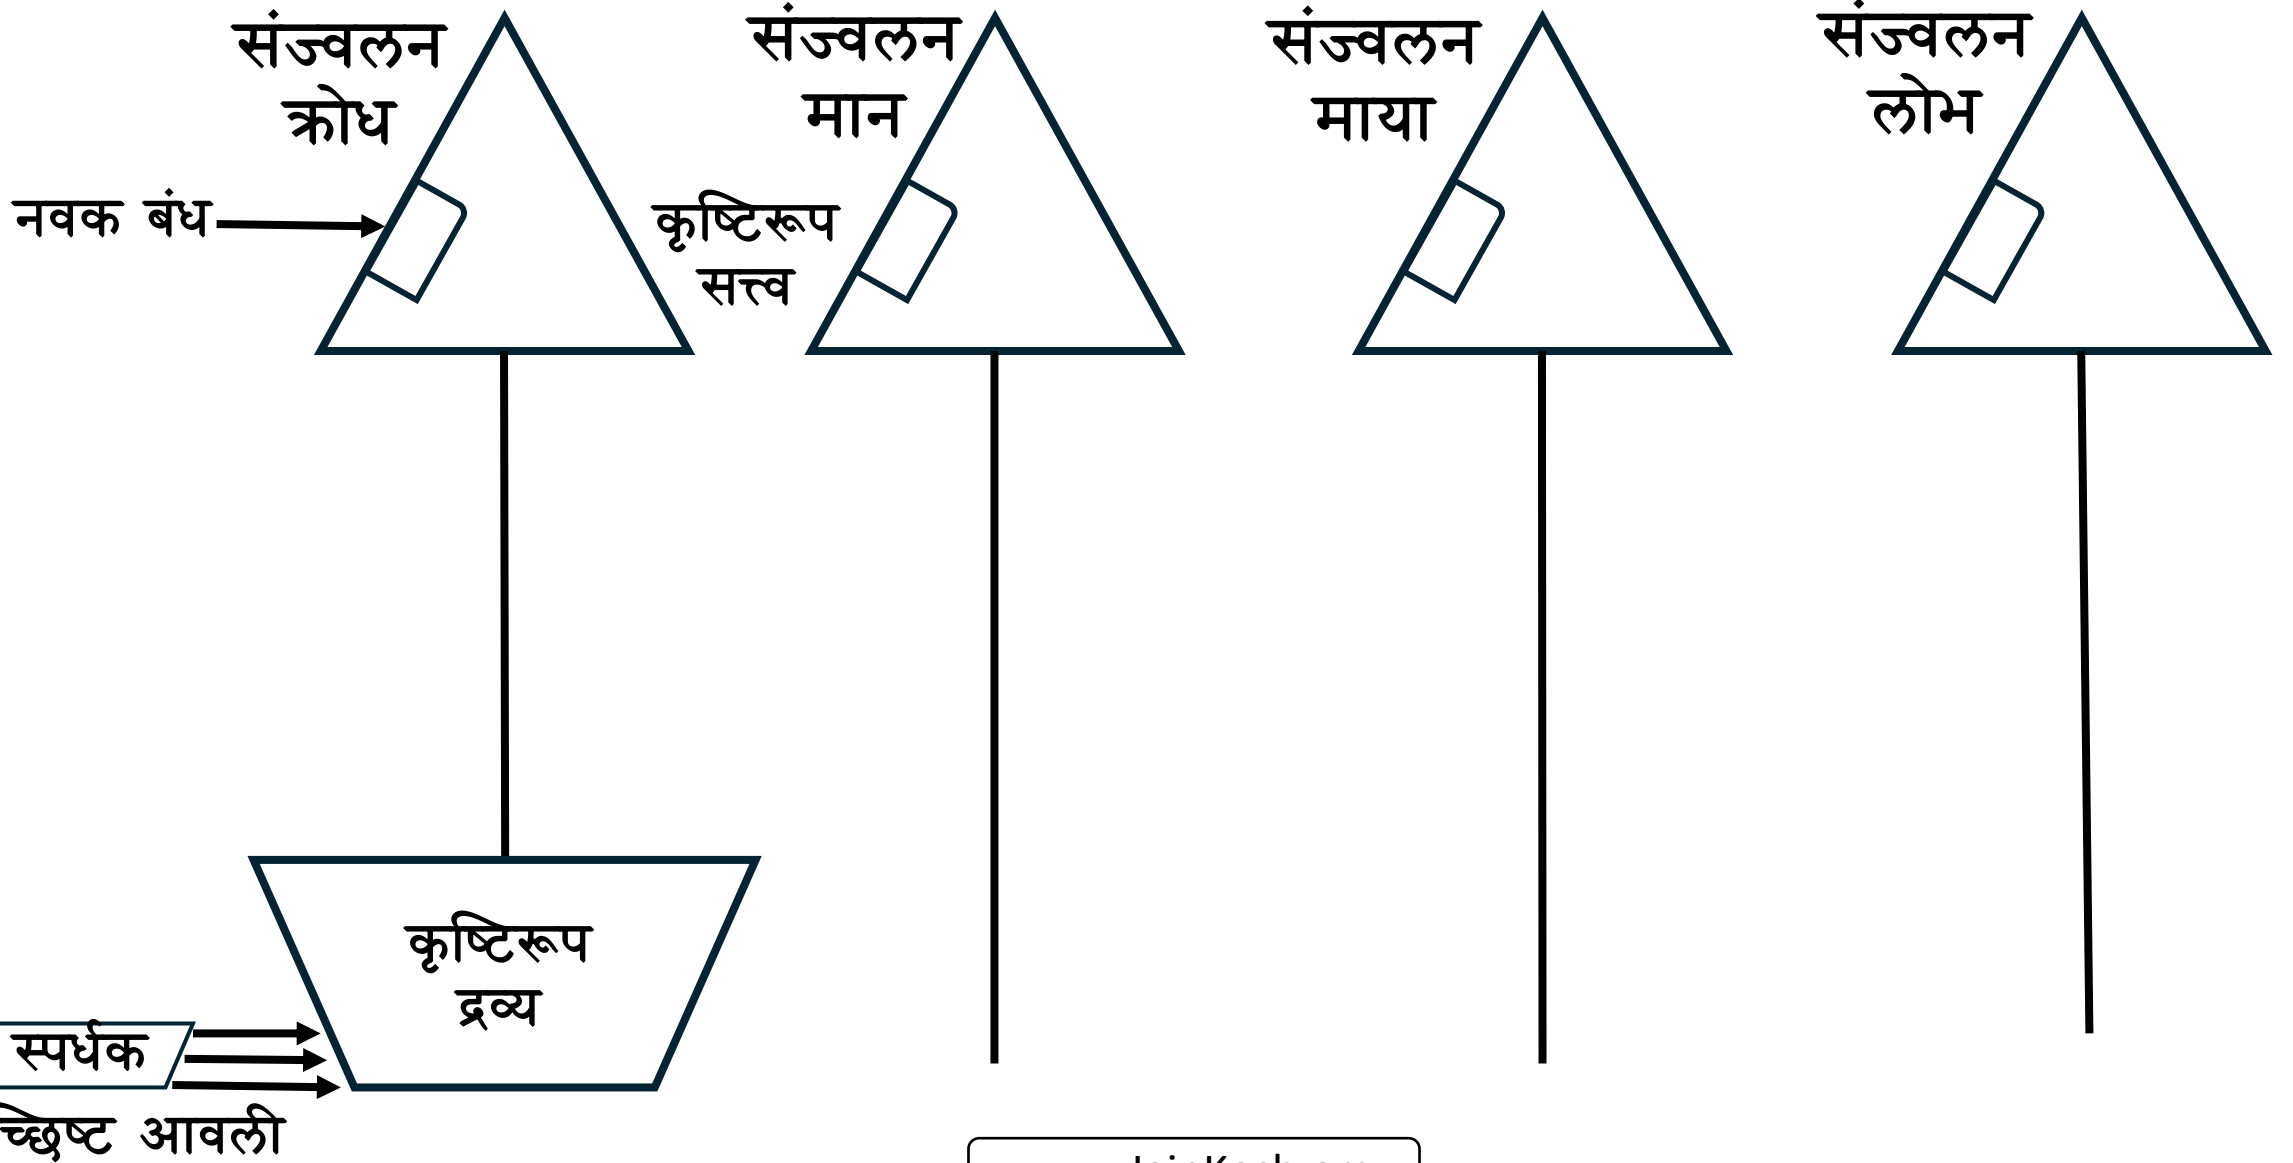 संज्वलन
क्रोध
संज्वलन
मान
संज्वलन
माया
संज्वलन
लोभ
नवक बंध
कृष्टिरूप
सत्त्व
कृष्टिरूप
द्रव्य
स्पर्धक
च्छिष्ट आवली